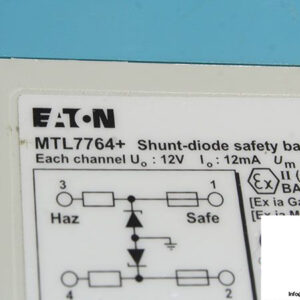 EATON
MTL7764+ Shunt-diode safety ba
Each channel Uo : 12V Io : 12mA Um
3 1
Haz Safe
4 2
Ex II (
BA
[Ex ia Ga
[Ex ia M